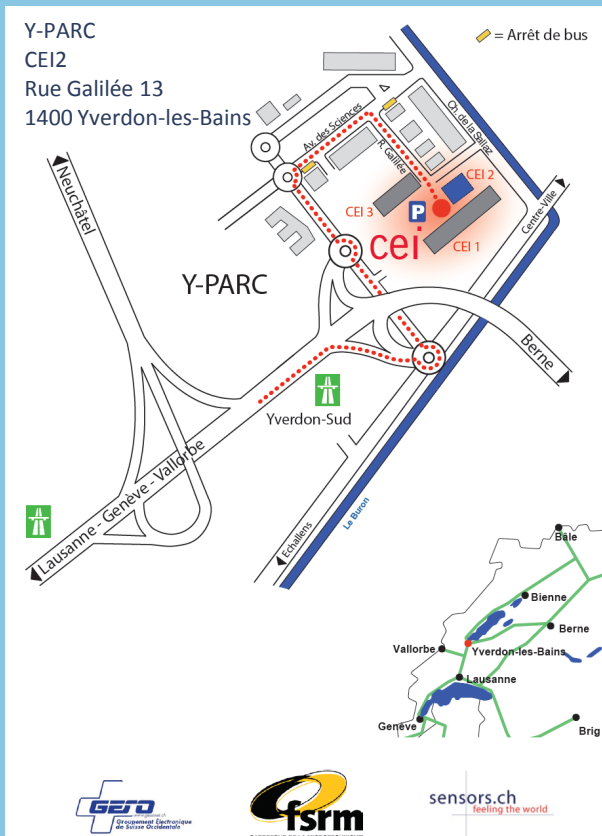 Y-PARC
CEI2
Rue Galilée 13
1400 Yverdon-les-Bains
= Arrêt de bus
Neuchâtel
Av. des Sciences
R. Galilée
Ch. de la Sallaz
CEI 2
Centre-Ville
CEI 3
P
cei
CEI 1
Y-PARC
Berne
Yverdon-Sud
Lausanne - Genève - Vallorbe
Echallens
Le Buron
Bâle
Bienne
Berne
Vallorbe
Yverdon-les-Bains
Lausanne
Genève
Brig
GESO
Groupement Electronique
de Suisse Occidentale
fsrm
sensors.ch
feeling the world